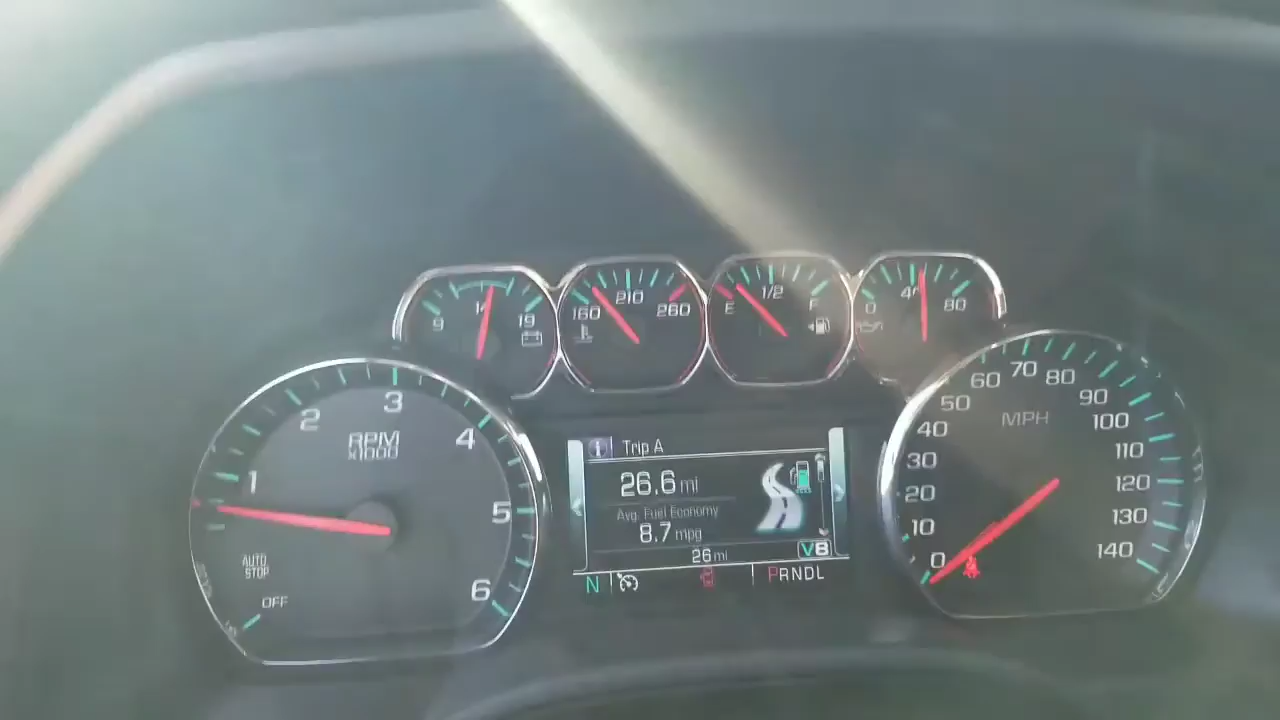 9 14 19
160 210 260
E 1/2 F
0 40 80
1 2 3 4 5 6
RPM
x1000
AUTO
STOP
OFF
Trip A
26.6 mi
Avg. Fuel Economy
8.7 mpg
26 mi
V8
N
PRNDL
MPH
0 10 20 30 40 50 60 70 80 90 100 110 120 130 140